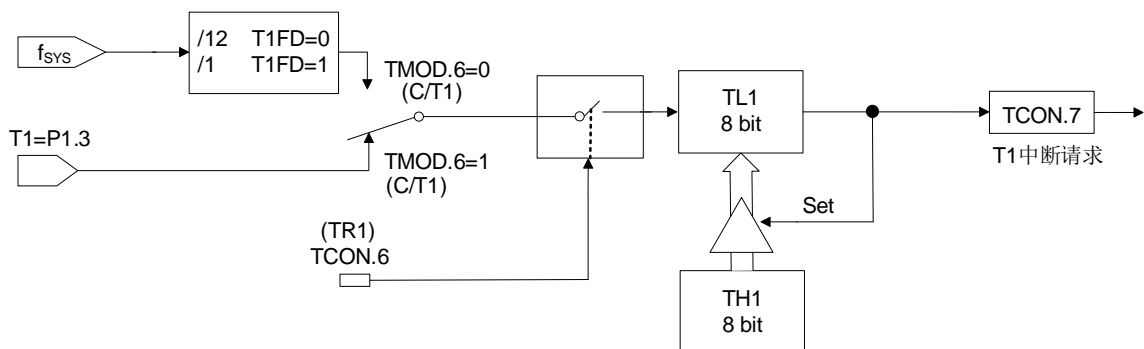 /12 T1FD=0
/1 T1FD=1
fSYS
TMOD.6=0
(C/T1)
T1=P1.3
TMOD.6=1
(C/T1)
TL1
8 bit
TCON.7
T1中断请求
Set
(TR1)
TCON.6
TH1
8 bit